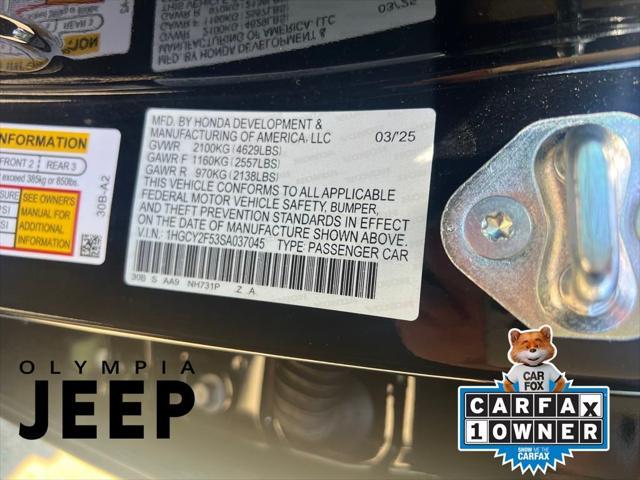 MFD. BY HONDA DEVELOPMENT &
MANUFACTURING OF AMERICA, LLC 03/'25
GVWR 2100KG (4629LBS)
GAWR F 1160KG (2557LBS)
GAWR R 970KG (2138LBS)
THIS VEHICLE CONFORMS TO ALL APPLICABLE
FEDERAL MOTOR VEHICLE SAFETY, BUMPER,
AND THEFT PREVENTION STANDARDS IN EFFECT
ON THE DATE OF MANUFACTURE SHOWN ABOVE.
V.I.N.: 1HGCY2F53SA037045 TYPE PASSENGER CAR
30B S AA9 NH731P Z A
INFORMATION
FRONT 2 REAR 3
exceed 385kg or 850lbs.
SEE OWNER'S
MANUAL FOR
ADDITIONAL
INFORMATION
30B-A2
OLYMPIA
JEEP
CAR
FOX
CARFAX
1 OWNER
SHOW ME THE
CARFAX